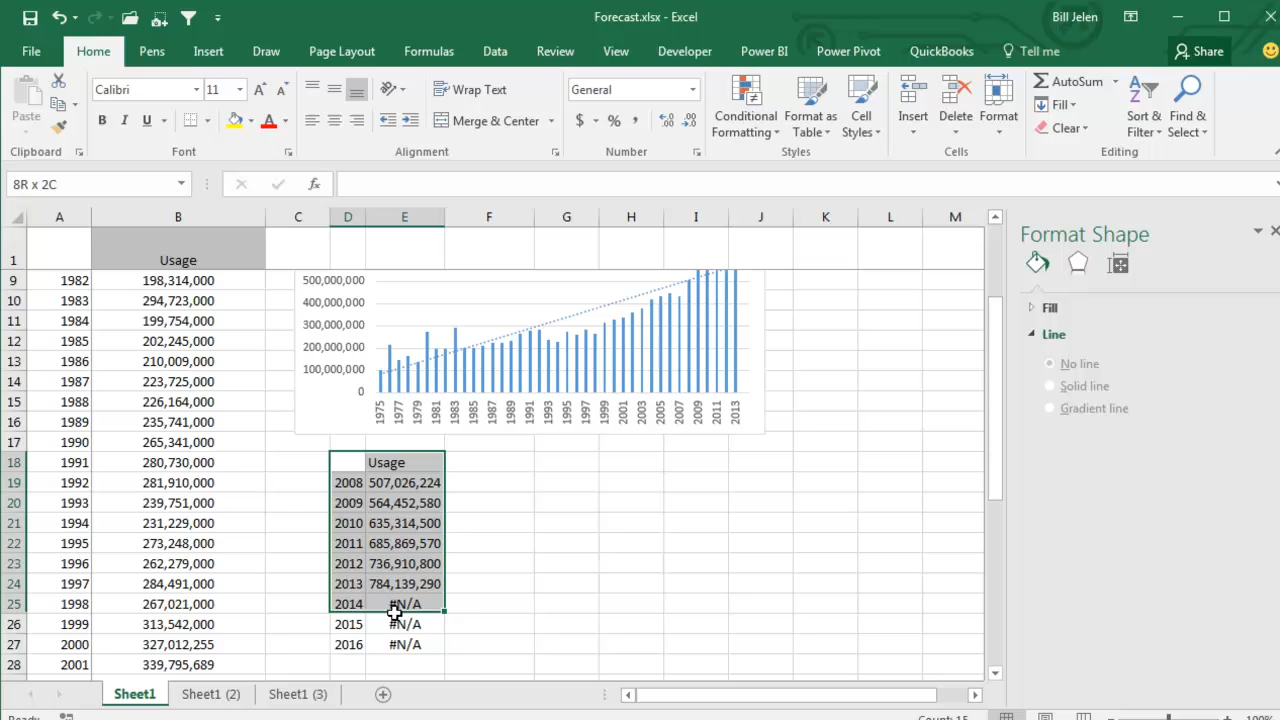 Forecast.xlsx - Excel
Bill Jelen
File Home Pens Insert Draw Page Layout Formulas Data Review View Developer Power BI Power Pivot QuickBooks Tell me Share
Paste
Calibri 11
B I U
Wrap Text
Merge & Center
General
$ % ,
Conditional Formatting
Format as Table
Cell Styles
Insert
Delete
Format
AutoSum
Fill
Clear
Sort & Filter
Find & Select
Clipboard Font Alignment Number Styles Cells Editing
8R x 2C
fx
A B C D E F G H I J K L M
1 Usage
9 1982 198,314,000
10 1983 294,723,000
11 1984 199,754,000
12 1985 202,245,000
13 1986 210,009,000
14 1987 223,725,000
15 1988 226,164,000
16 1989 235,741,000
17 1990 265,341,000
18 1991 280,730,000 Usage
19 1992 281,910,000 2008 507,026,224
20 1993 239,751,000 2009 564,452,580
21 1994 231,229,000 2010 635,314,500
22 1995 273,248,000 2011 685,869,570
23 1996 262,279,000 2012 736,910,800
24 1997 284,491,000 2013 784,139,290
25 1998 267,021,000 2014 #N/A
26 1999 313,542,000 2015 #N/A
27 2000 327,012,255 2016 #N/A
28 2001 339,795,689
500,000,000
400,000,000
300,000,000
200,000,000
100,000,000
0
1975 1977 1979 1981 1983 1985 1987 1989 1991 1993 1995 1997 1999 2001 2003 2005 2007 2009 2011 2013
Format Shape
Fill
Line
No line
Solid line
Gradient line
Sheet1 Sheet1 (2) Sheet1 (3)
Ready
Count: 15
100%